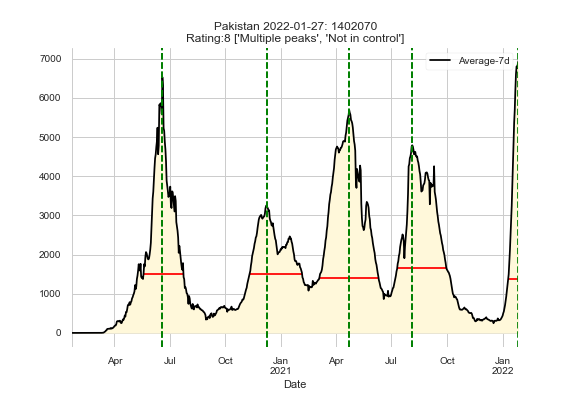 Pakistan 2022-01-27: 1402070
Rating:8 ['Multiple peaks', 'Not in control']
Average-7d
7000
6000
5000
4000
3000
2000
1000
0
Apr Jul Oct Jan Apr Jul Oct Jan
2021 2022
Date